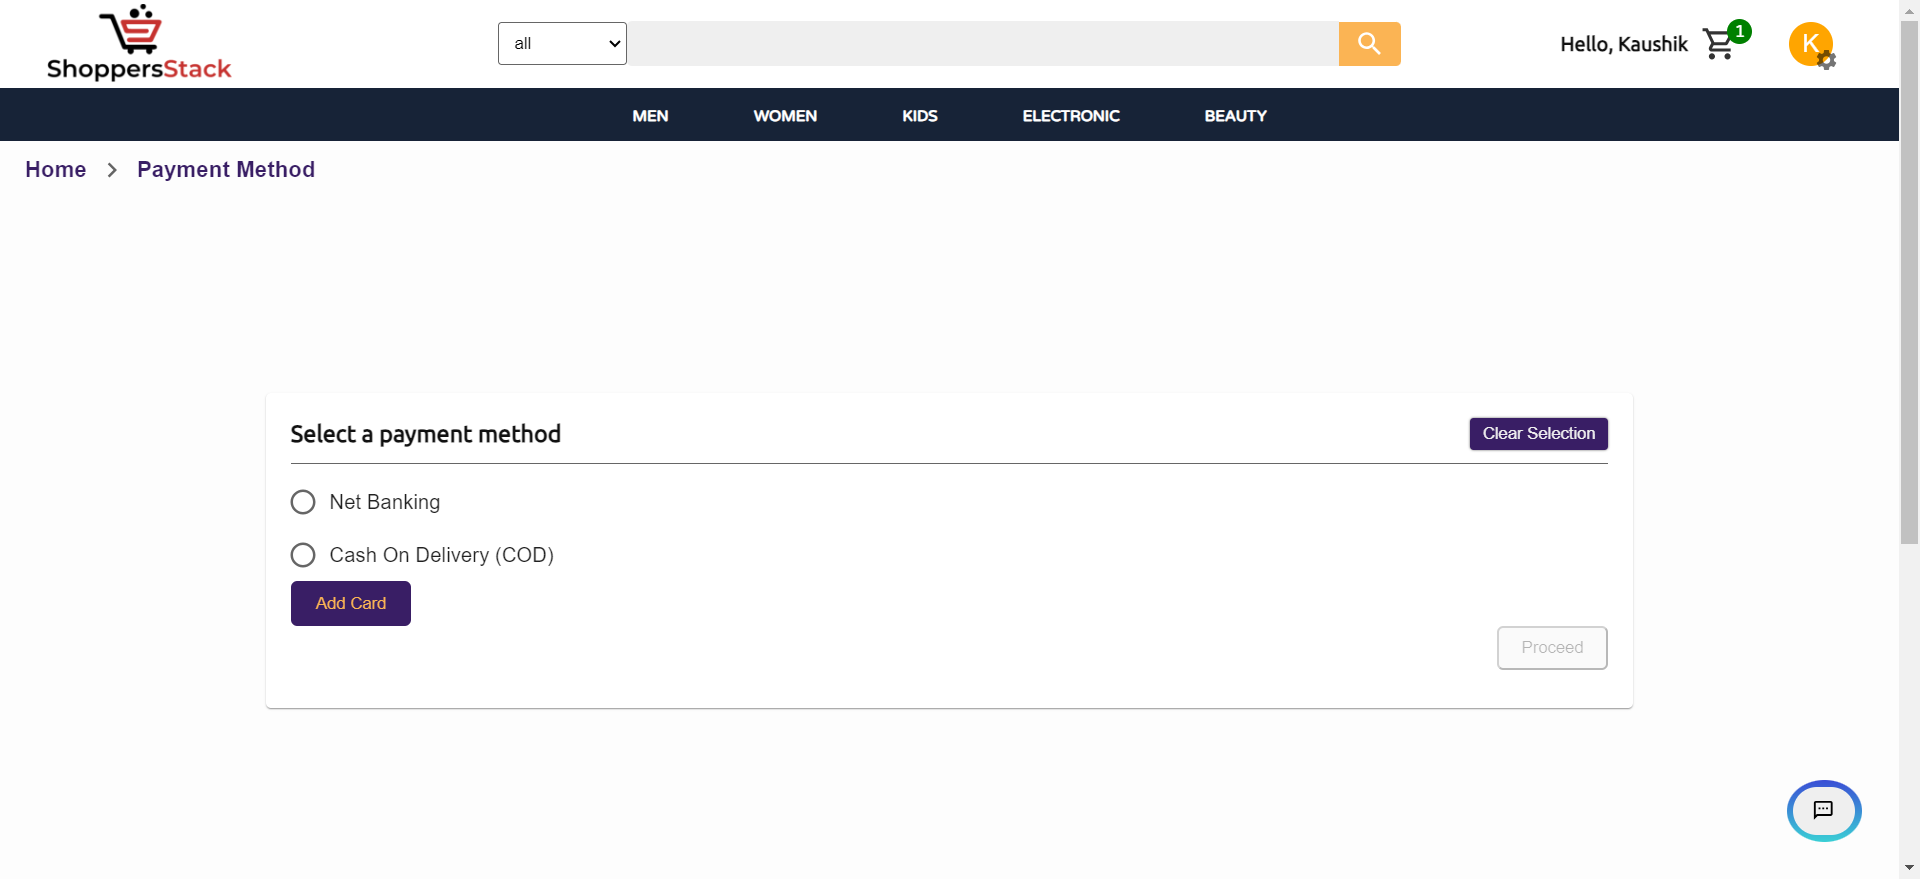 ShoppersStack
all
Hello, Kaushik
1
K
MEN WOMEN KIDS ELECTRONIC BEAUTY
Home > Payment Method
Select a payment method
Clear Selection
Net Banking
Cash On Delivery (COD)
Add Card
Proceed